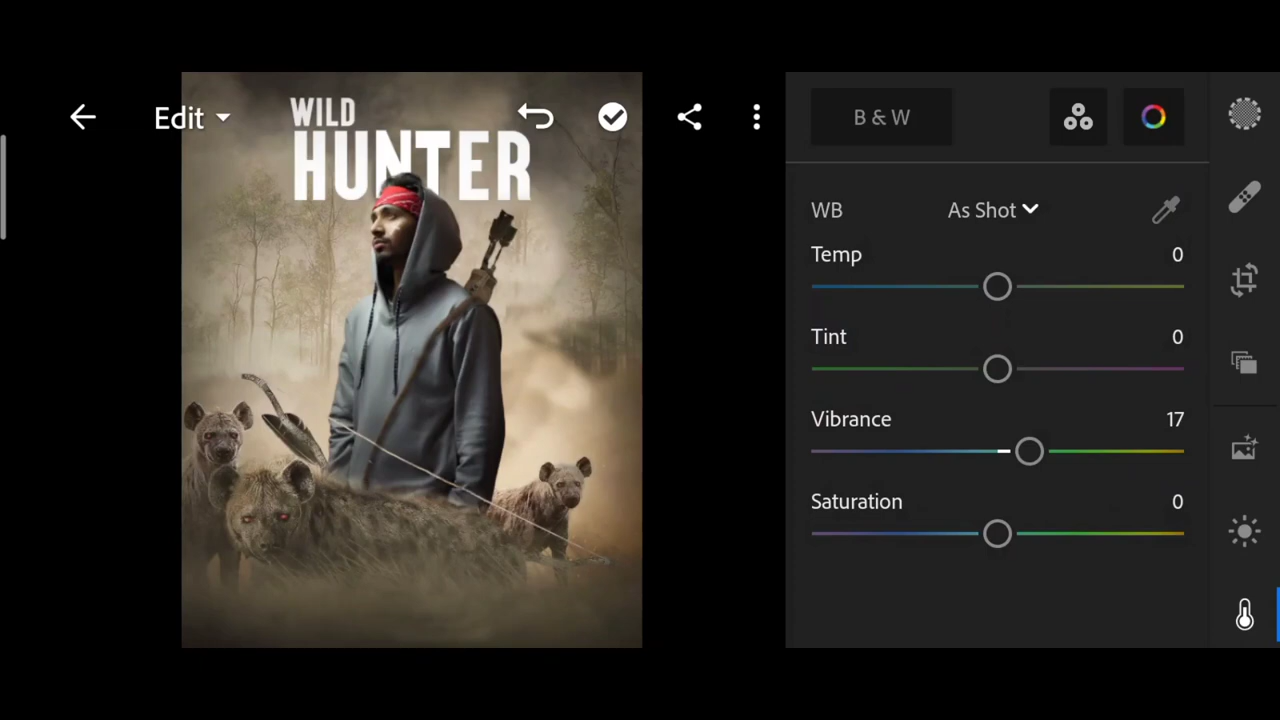 Edit
WILD
HUNTER
B & W
WB As Shot
Temp 0
Tint 0
Vibrance 17
Saturation 0